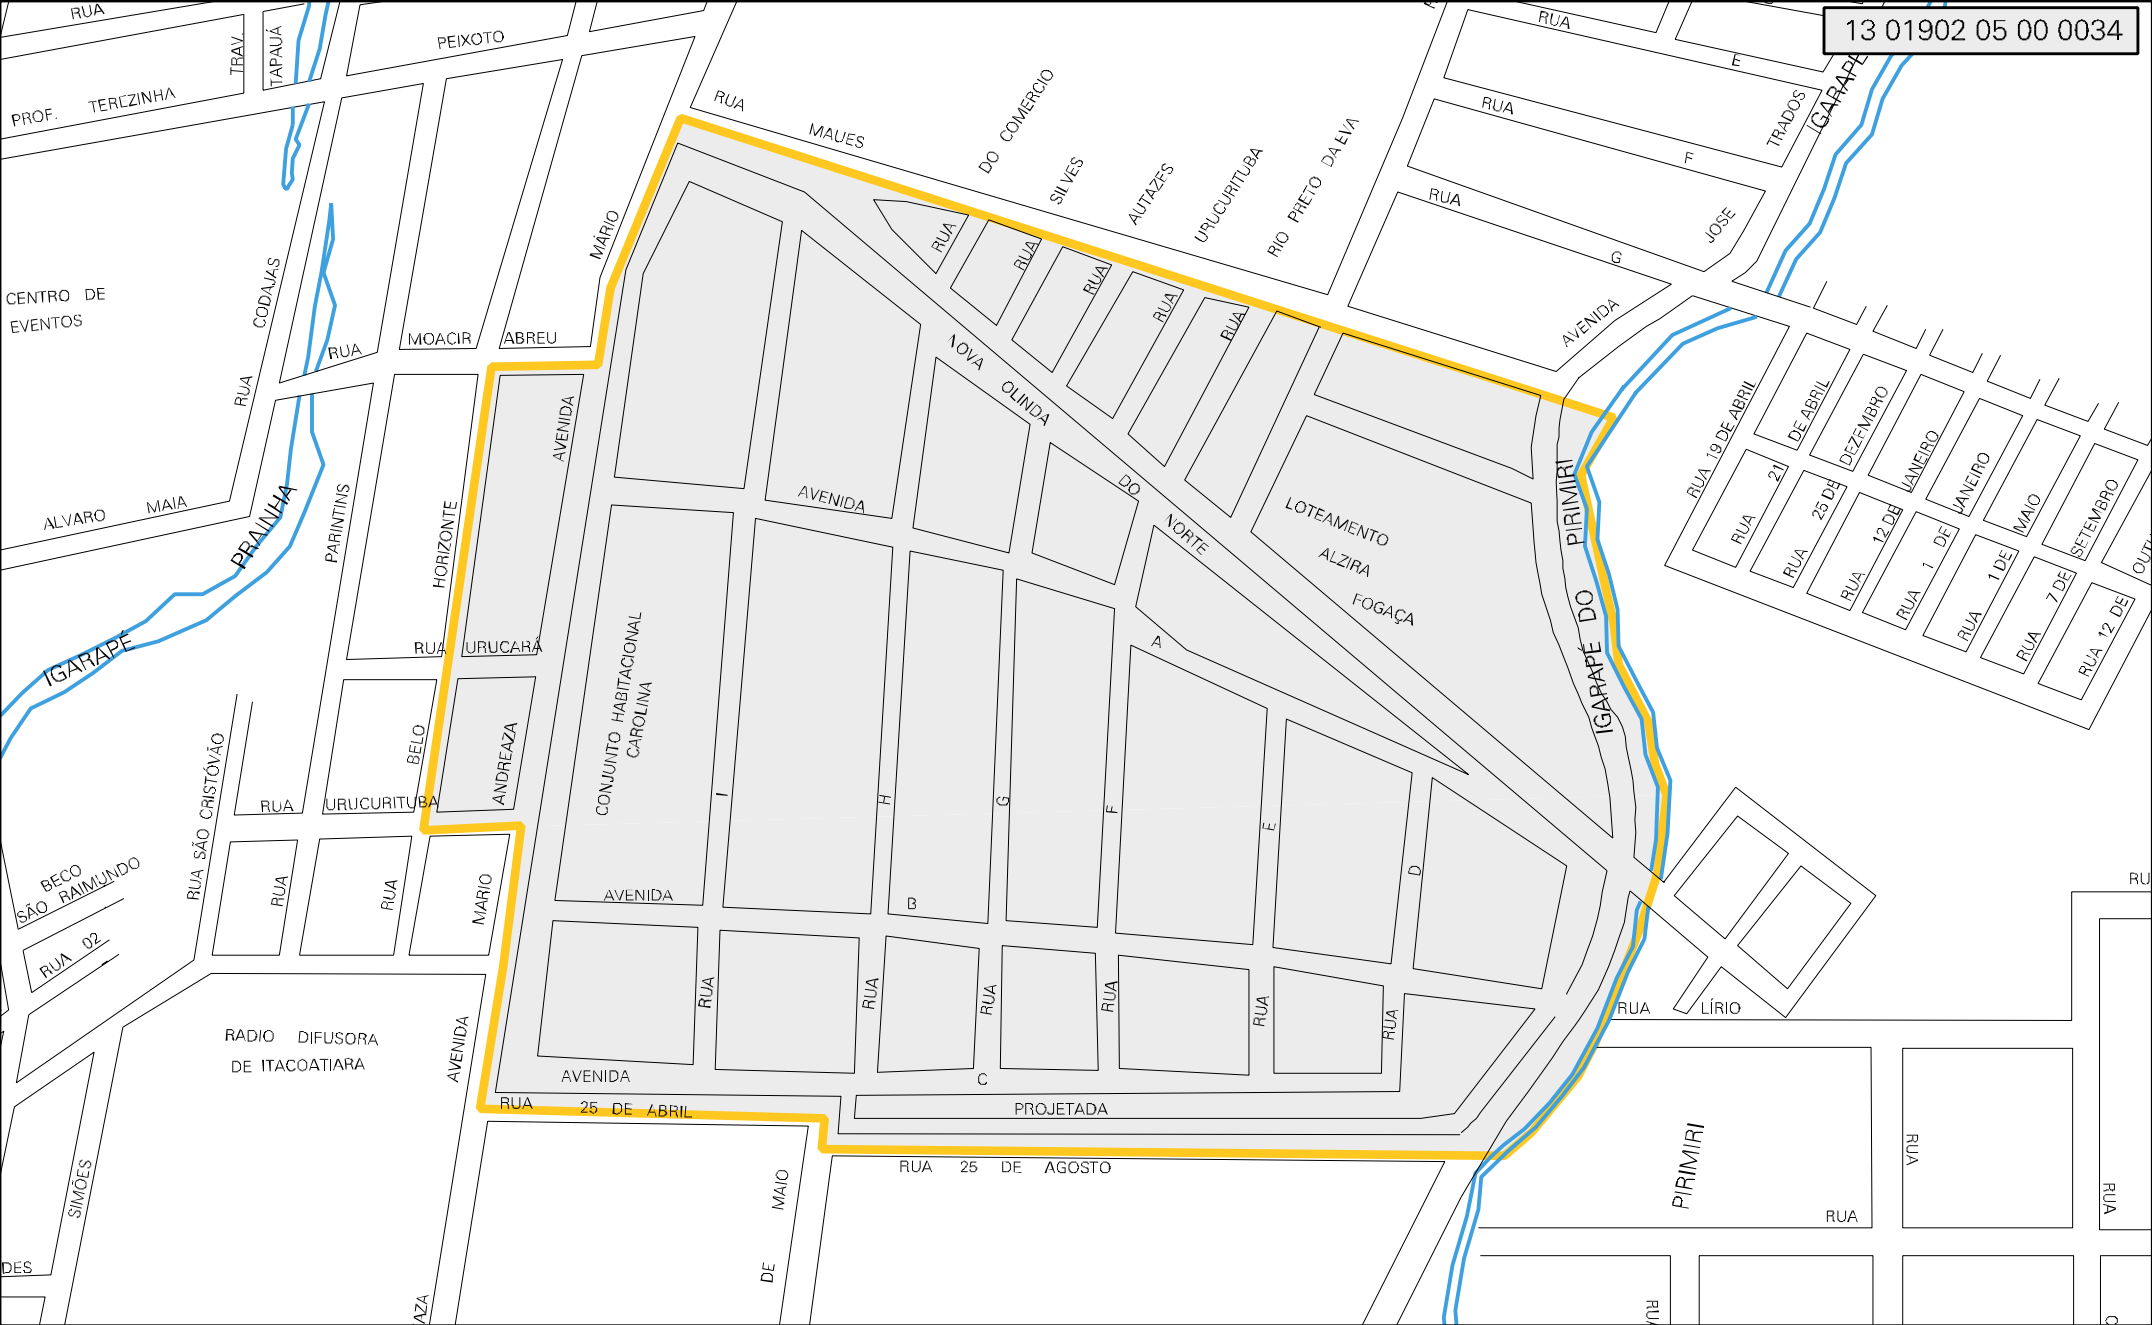 13 01902 05 00 0034
RUA
TRAV.
TAPAUÁ
PROF. TEREZINHA
PEIXOTO
RUA MAUES
DO COMERCIO
SILVES
AUTAZES
URUCURITUBA
RIO PRETO DA EVA
RUA
E
RUA
F
RUA
G
TRADOS
JOSE
AVENIDA
IGARAPÉ
CENTRO DE
EVENTOS
RUA CODAJAS
RUA MOACIR ABREU
MÁRIO
RUA
RUA
RUA
RUA
RUA
NOVA OLINDA DO NORTE
AVENIDA
AVENIDA
ALVARO MAIA
PRAINHA
IGARAPÉ
PARINTINS
HORIZONTE
BELO
RUA URUCARÁ
ANDREAZA
CONJUNTO HABITACIONAL
CAROLINA
LOTEAMENTO
ALZIRA
FOGAÇA
A
IGARAPÉ DO PIRIMIRI
RUA 19 DE ABRIL
RUA 21 DE ABRIL
RUA 25 DE DEZEMBRO
RUA 12 DE JANEIRO
RUA 1 DE JANEIRO
RUA 1 DE MAIO
RUA 7 DE SETEMBRO
RUA 12 DE
RUA SÃO CRISTÓVÃO
RUA URUCURITUBA
I
H
G
F
E
D
BECO
SÃO RAIMUNDO
RUA 02
RUA
RUA
MARIO
AVENIDA B
RUA
RUA
RUA
RUA
RUA
RUA
RUA LÍRIO
RADIO DIFUSORA
DE ITACOATIARA
AVENIDA
AVENIDA C
RUA 25 DE ABRIL
PROJETADA
RUA 25 DE AGOSTO
SIMÕES
DE MAIO
PIRIMIRI
RUA
RUA
RUA
DES
AZA